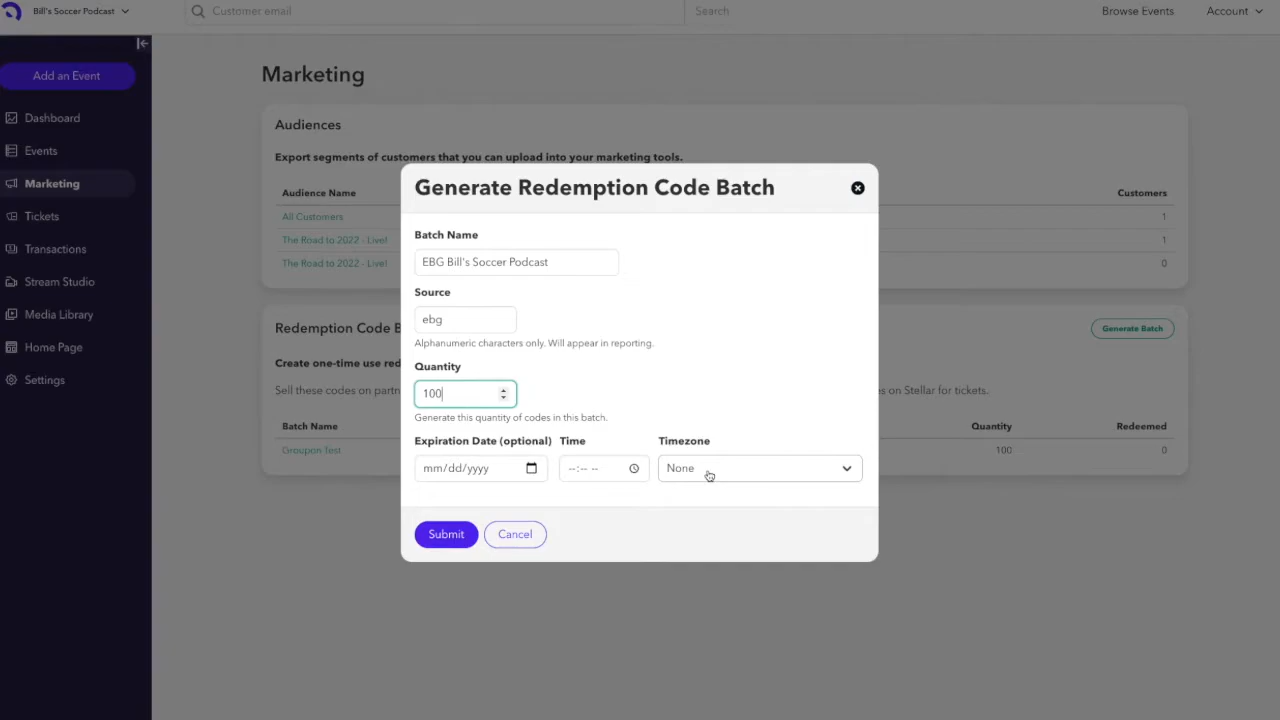 Bill's Soccer Podcast
Customer email
Search
Browse Events
Account
Add an Event
Dashboard
Events
Marketing
Tickets
Transactions
Stream Studio
Media Library
Home Page
Settings
Marketing
Audiences
Export segments of customers that you can upload into your marketing tools.
Audience Name
Customers
All Customers
1
The Road to 2022 - Live!
1
The Road to 2022 - Live!
0
Redemption Code B
Generate Batch
Create one-time use red
Sell these codes on partn
es on Stellar for tickets.
Batch Name
Quantity
Redeemed
Groupon Test
100
0
Generate Redemption Code Batch
Batch Name
EBG Bill's Soccer Podcast
Source
ebg
Alphanumeric characters only. Will appear in reporting.
Quantity
100
Generate this quantity of codes in this batch.
Expiration Date (optional) Time Timezone
mm/dd/yyyy --:-- -- None
Submit Cancel